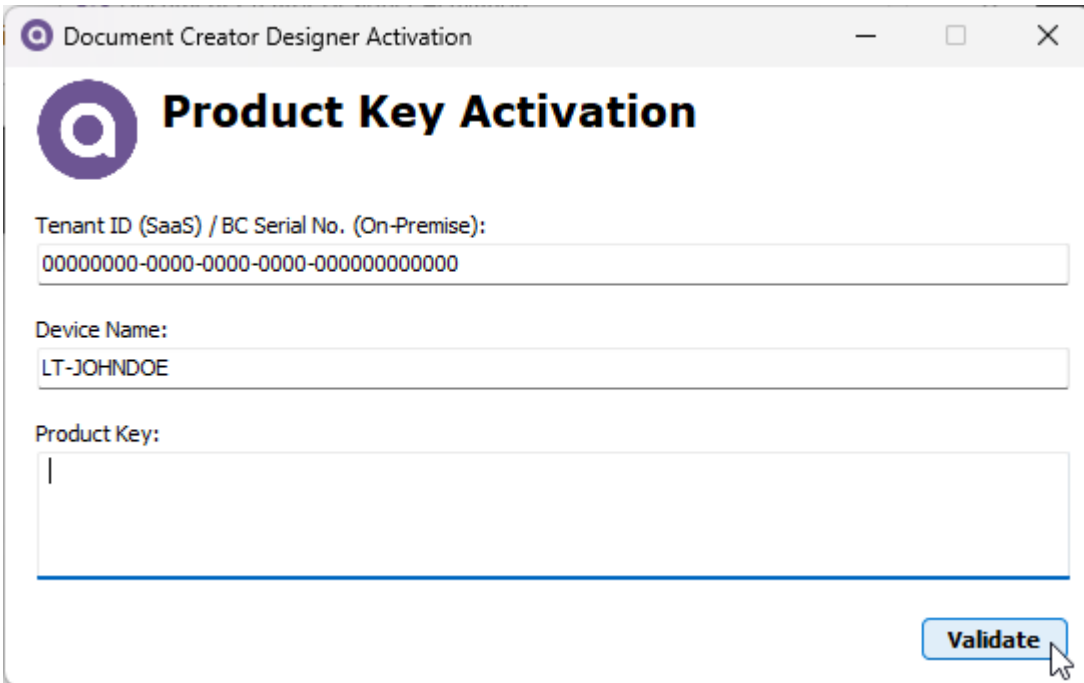 Document Creator Designer Activation
Product Key Activation
Tenant ID (SaaS) / BC Serial No. (On-Premise):
00000000-0000-0000-0000-000000000000
Device Name:
LT-JOHNDOE
Product Key:
Validate